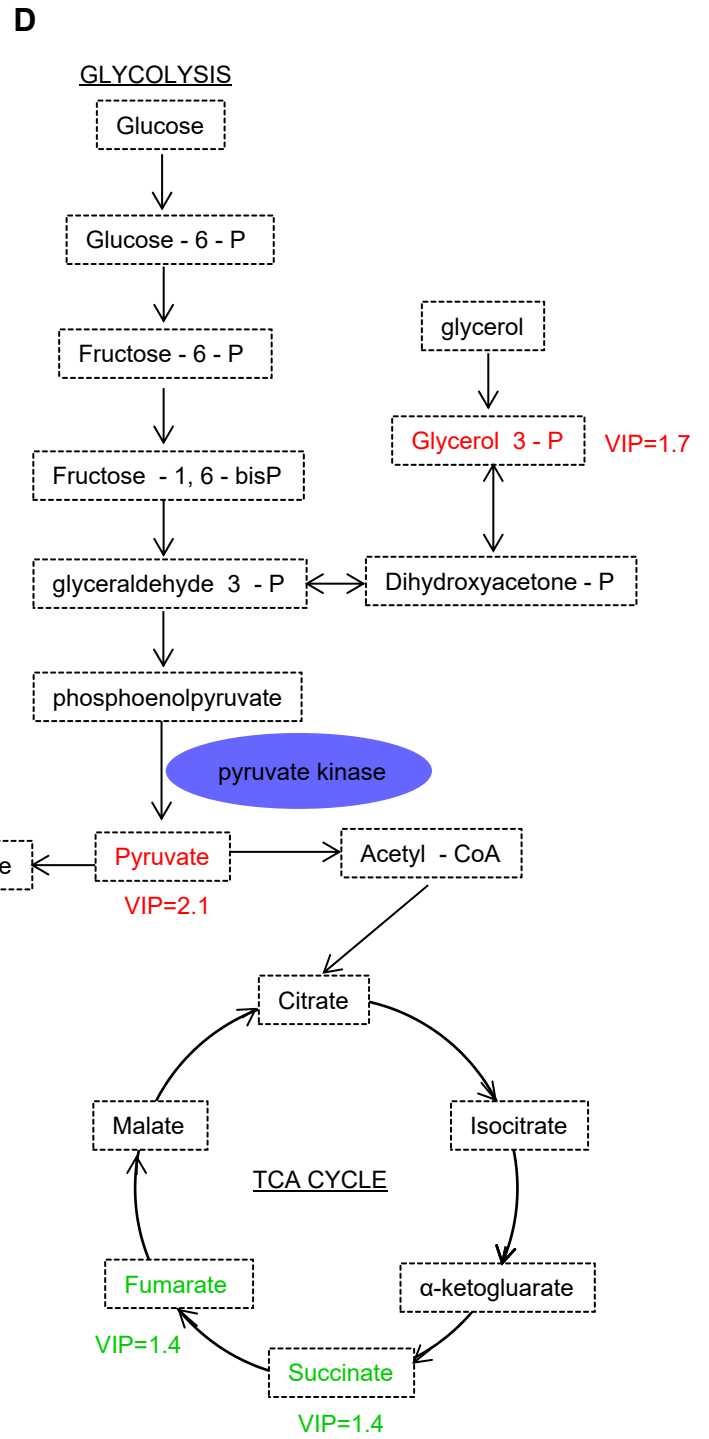 D
GLYCOLYSIS
Glucose
Glucose - 6 - P
Fructose - 6 - P
glycerol
Glycerol 3 - P
VIP=1.7
Fructose - 1, 6 - bisP
glyceraldehyde 3 - P
Dihydroxyacetone - P
phosphoenolpyruvate
pyruvate kinase
e
Pyruvate
Acetyl - CoA
VIP=2.1
Citrate
Malate
Isocitrate
TCA CYCLE
Fumarate
α-ketogluarate
VIP=1.4
Succinate
VIP=1.4